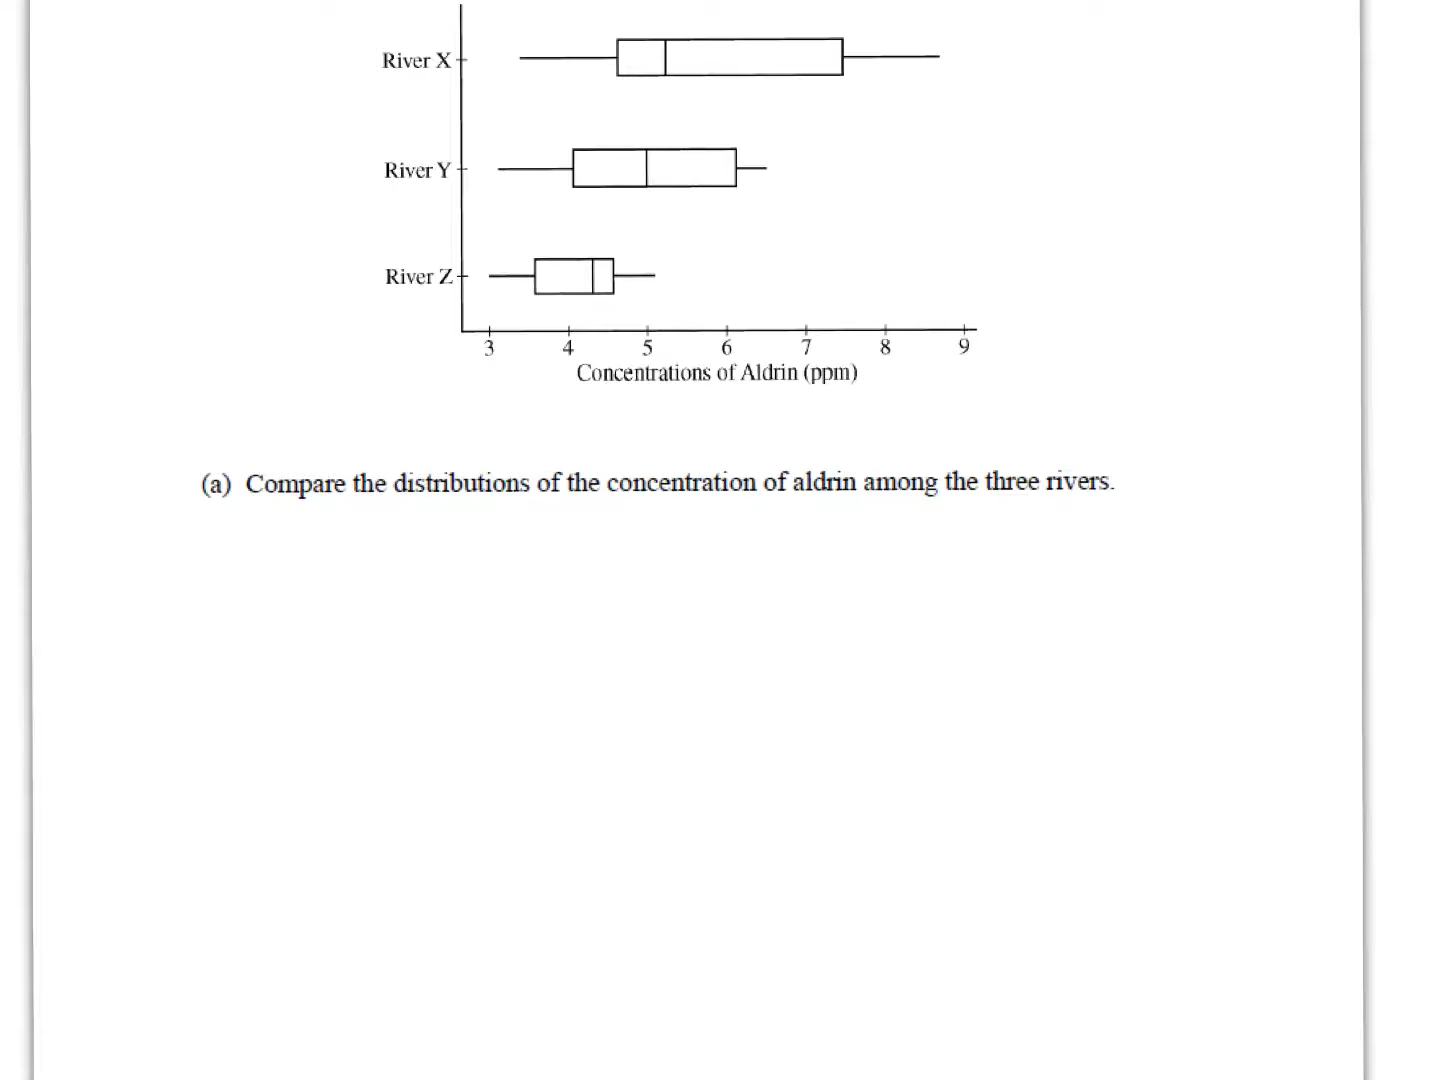 River X
River Y
River Z
3 4 5 6 7 8 9
Concentrations of Aldrin (ppm)
(a) Compare the distributions of the concentration of aldrin among the three rivers.